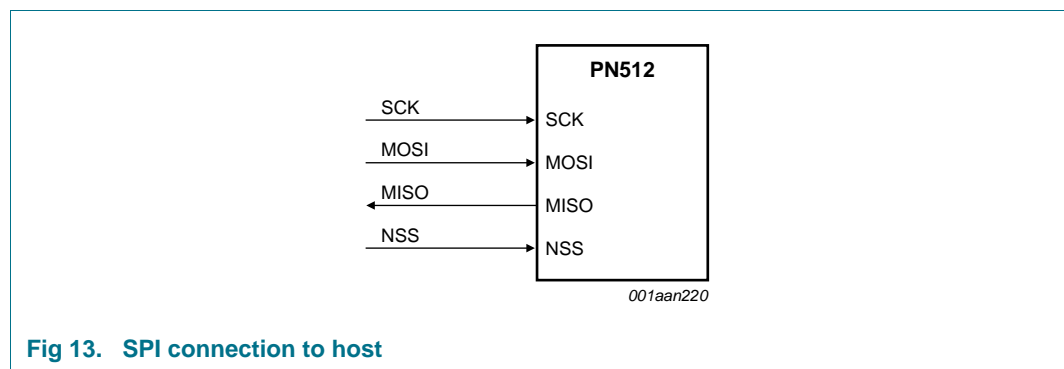 PN512
SCK SCK
MOSI MOSI
MISO MISO
NSS NSS
001aan220
Fig 13. SPI connection to host